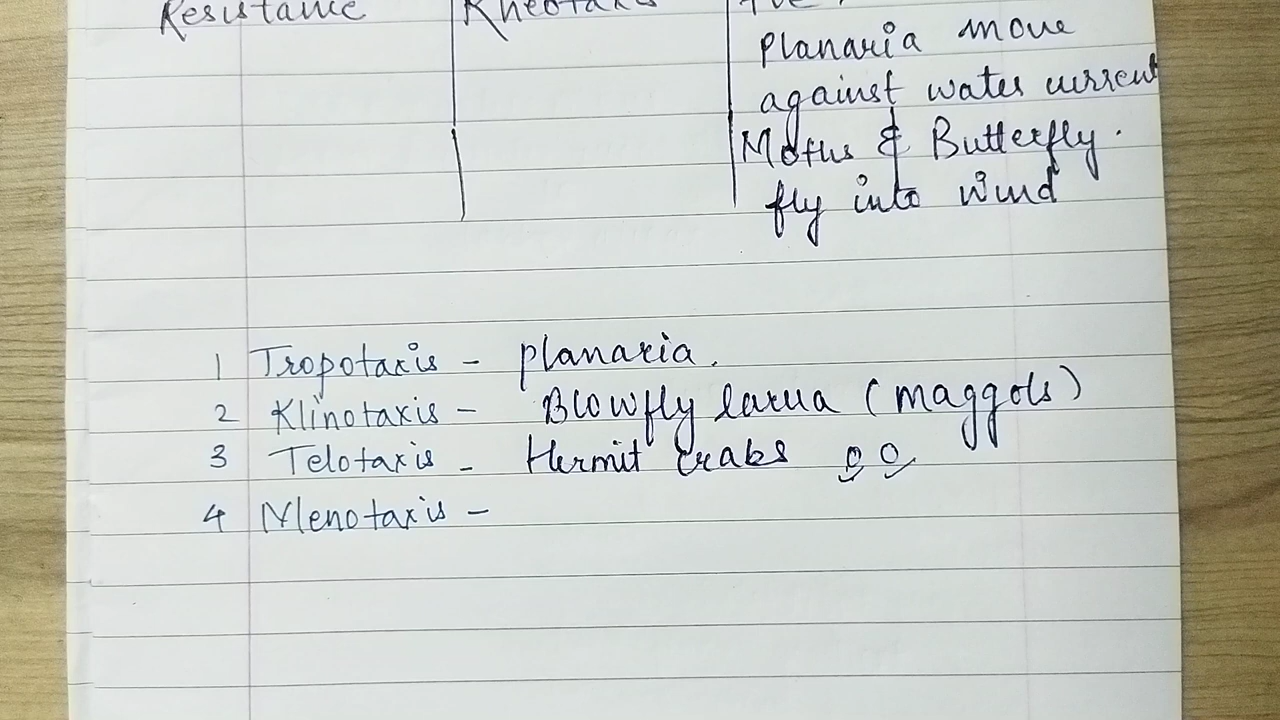 Resistance Rheotaxis +ve
Planaria move
against water current
Moths & Butterfly.
fly into wind
1 Tropotaxis - planaria.
2 Klinotaxis - Blowfly larva (maggots)
3 Telotaxis - Hermit crabs
4 Menotaxis -